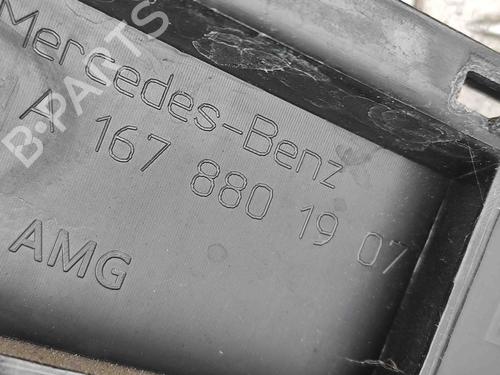 Mercedes-Benz
A 167 880 19 07
AMG
B-PARTS